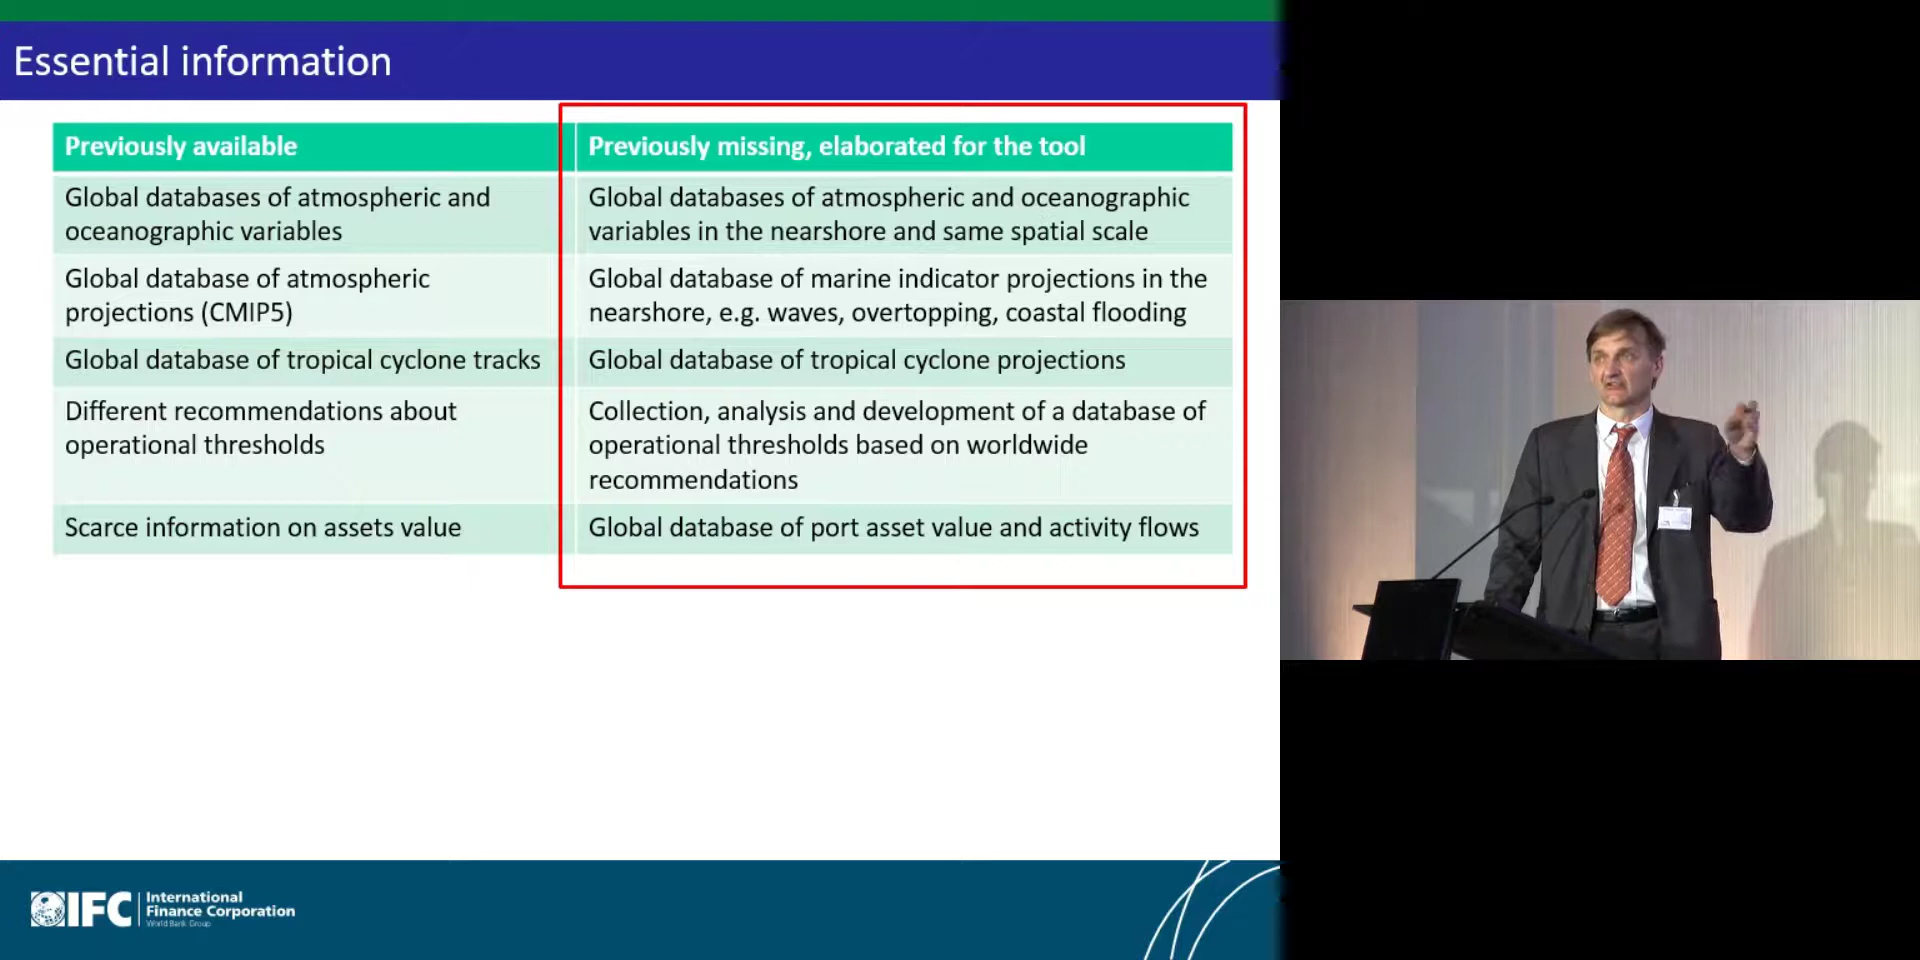 Essential information
Previously available
Previously missing, elaborated for the tool
Global databases of atmospheric and
oceanographic variables
Global databases of atmospheric and oceanographic
variables in the nearshore and same spatial scale
Global database of atmospheric
projections (CMIP5)
Global database of marine indicator projections in the
nearshore, e.g. waves, overtopping, coastal flooding
Global database of tropical cyclone tracks
Global database of tropical cyclone projections
Different recommendations about
operational thresholds
Collection, analysis and development of a database of
operational thresholds based on worldwide
recommendations
Scarce information on assets value
Global database of port asset value and activity flows
IFC
International
Finance Corporation
World Bank Group